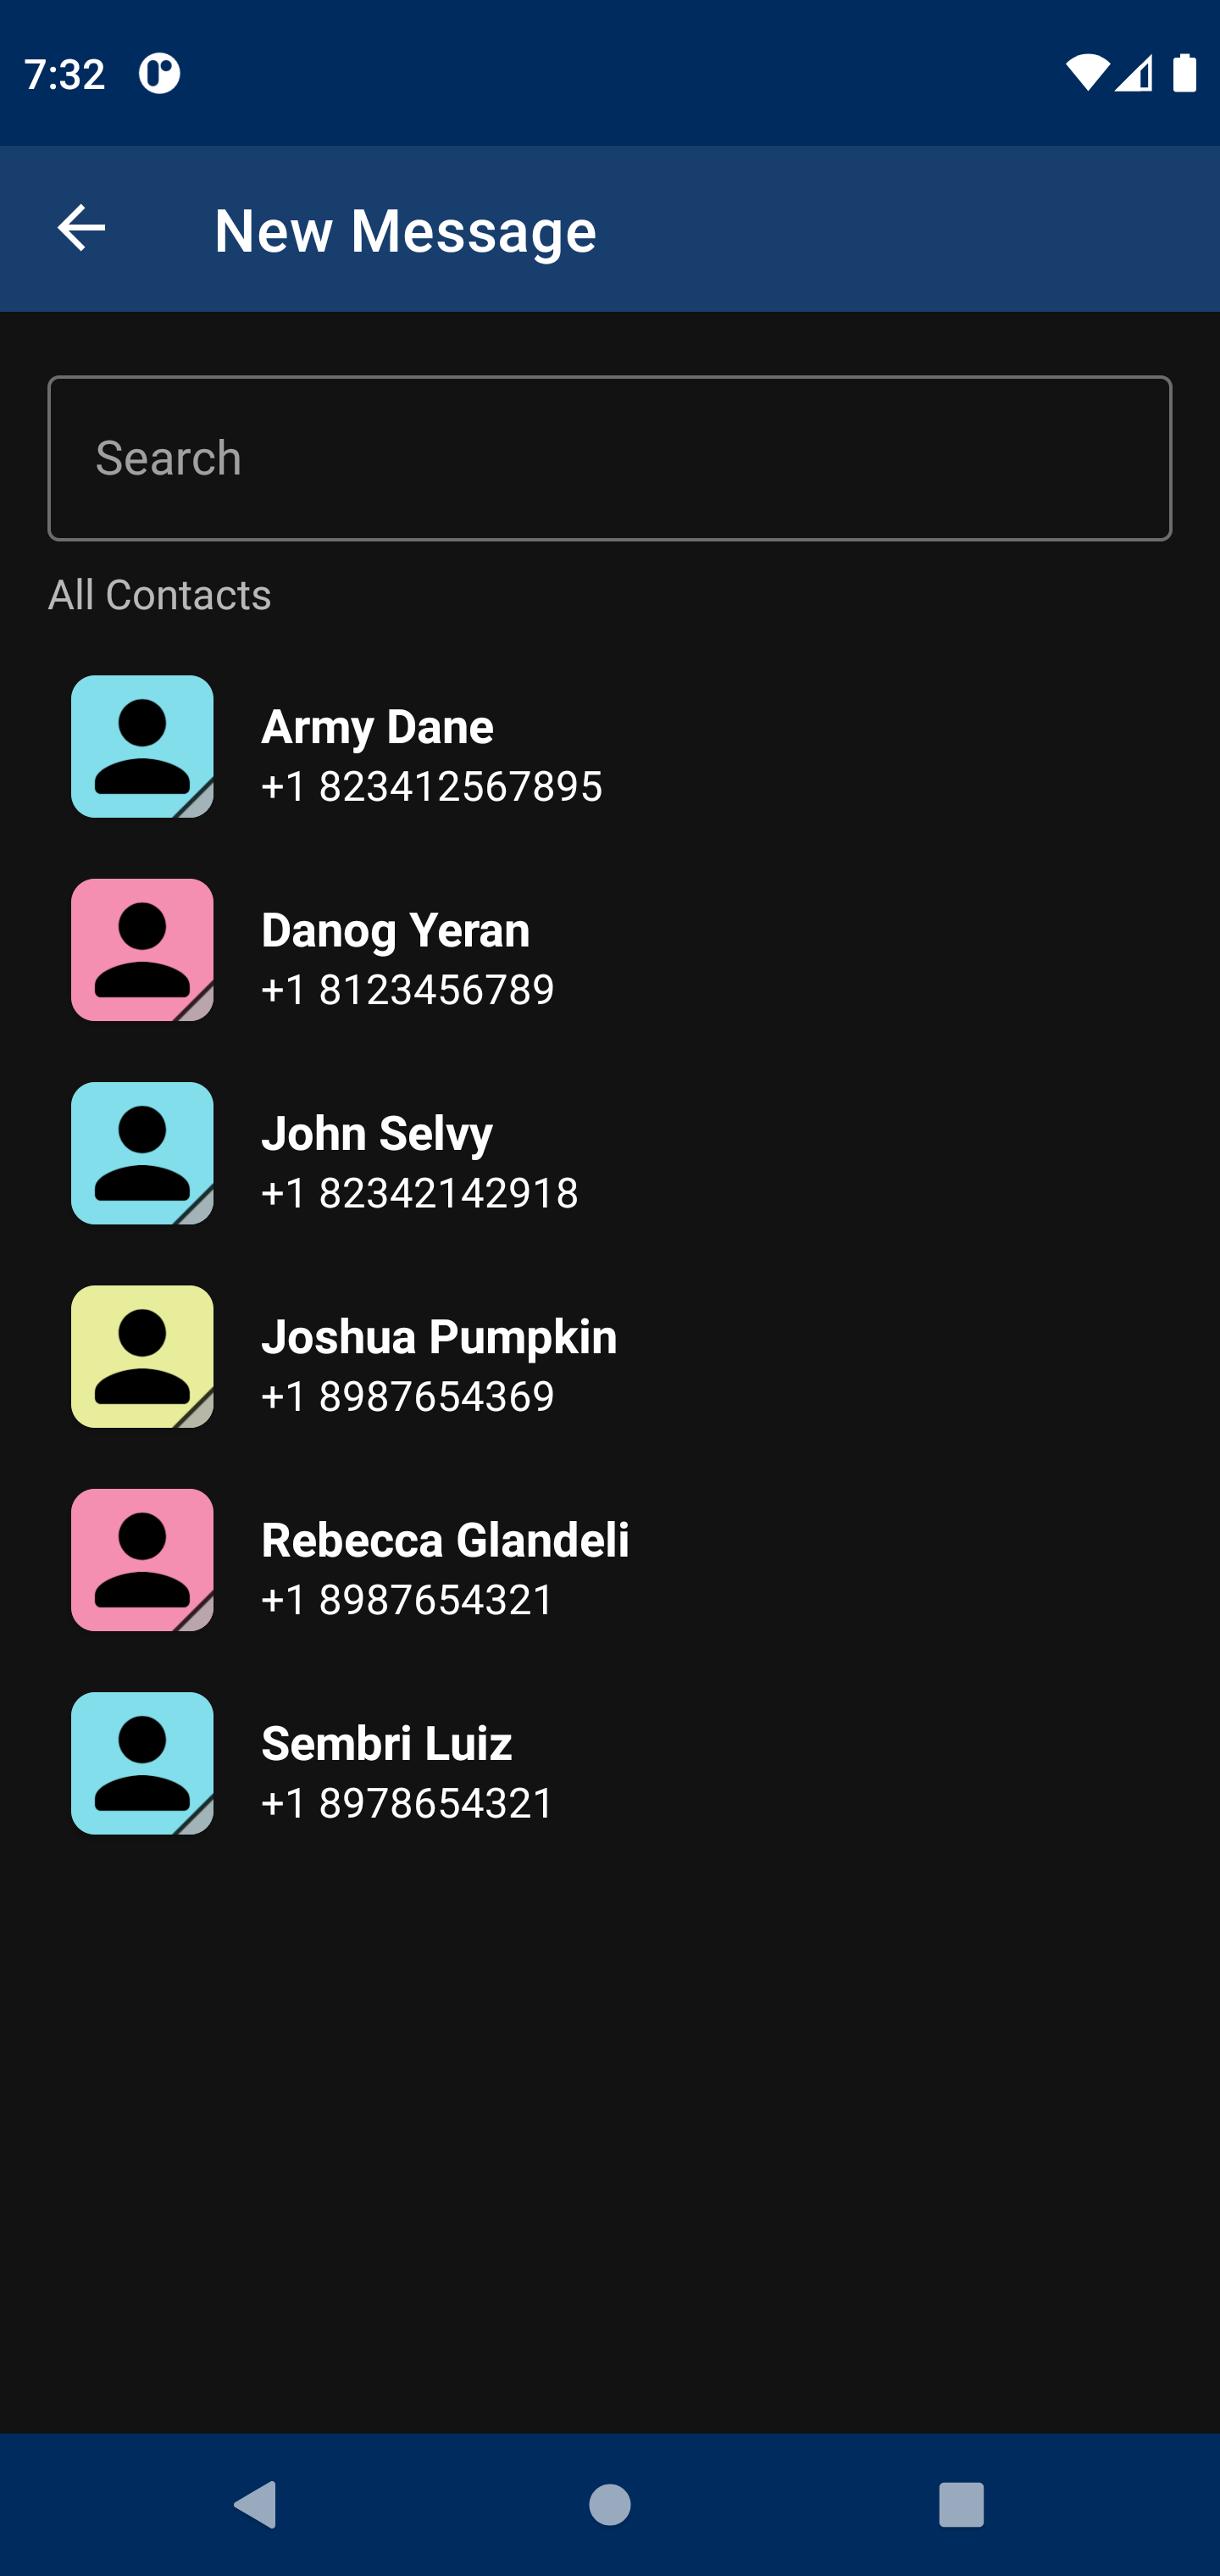 7:32
New Message
Search
All Contacts
Army Dane
+1 823412567895
Danog Yeran
+1 8123456789
John Selvy
+1 82342142918
Joshua Pumpkin
+1 8987654369
Rebecca Glandeli
+1 8987654321
Sembri Luiz
+1 8978654321